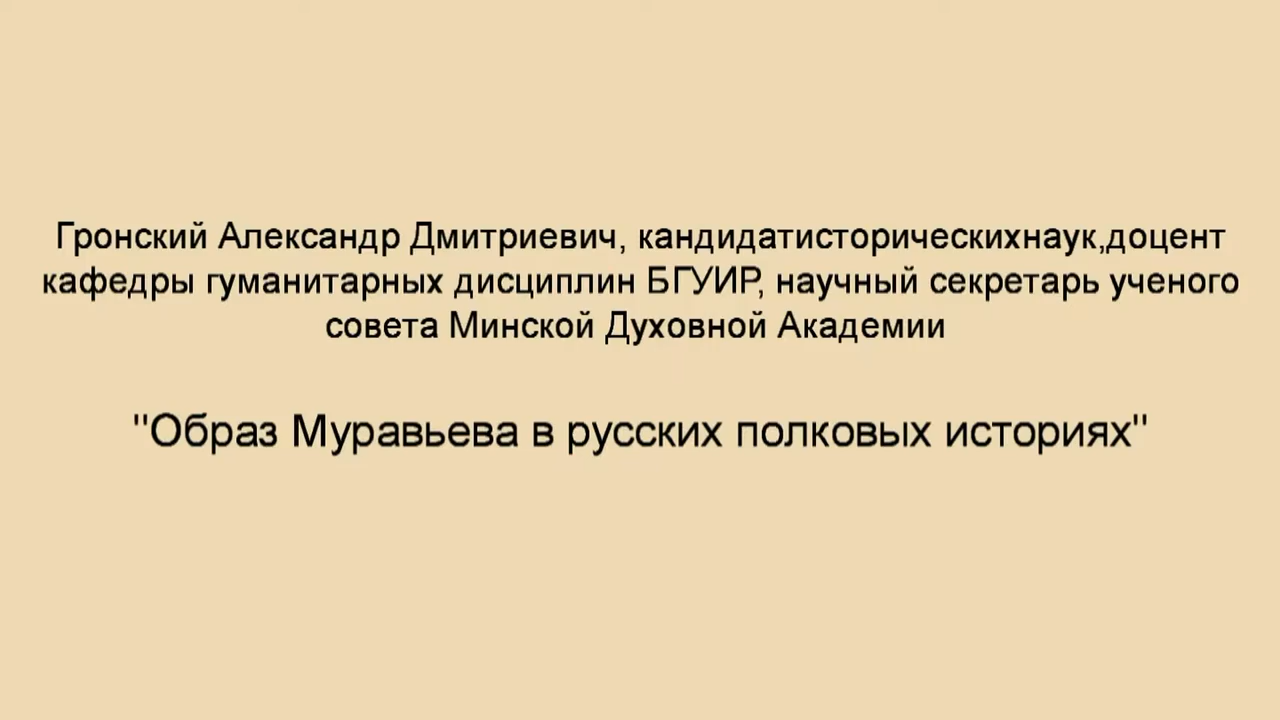 Гронский Александр Дмитриевич, кандидатисторическихнаук,доцент
кафедры гуманитарных дисциплин БГУИР, научный секретарь ученого
совета Минской Духовной Академии
"Образ Муравьева в русских полковых историях"